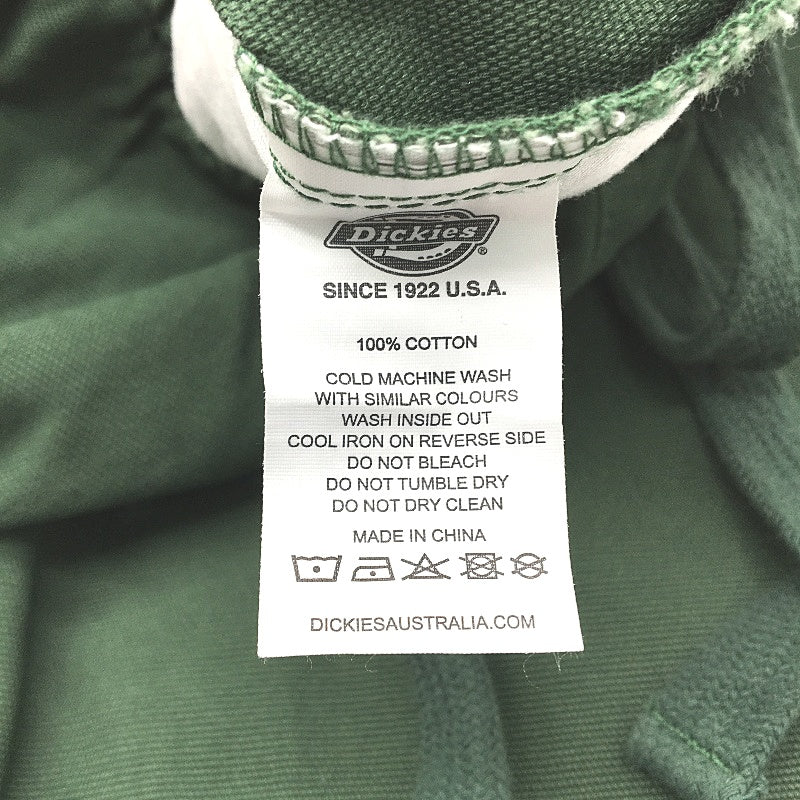 Dickies®
SINCE 1922 U.S.A.
100% COTTON
COLD MACHINE WASH
WITH SIMILAR COLOURS
WASH INSIDE OUT
COOL IRON ON REVERSE SIDE
DO NOT BLEACH
DO NOT TUMBLE DRY
DO NOT DRY CLEAN
MADE IN CHINA
DICKIESAUSTRALIA.COM